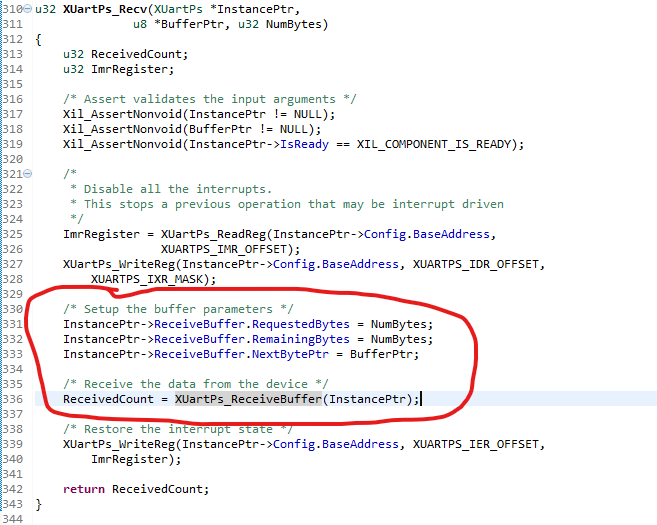 310 u32 XUartPs_Recv(XUartPs *InstancePtr,
311 u8 *BufferPtr, u32 NumBytes)
312 {
313 u32 ReceivedCount;
314 u32 ImrRegister;
315
316 /* Assert validates the input arguments */
317 Xil_AssertNonvoid(InstancePtr != NULL);
318 Xil_AssertNonvoid(BufferPtr != NULL);
319 Xil_AssertNonvoid(InstancePtr->IsReady == XIL_COMPONENT_IS_READY);
320
321 /*
322 * Disable all the interrupts.
323 * This stops a previous operation that may be interrupt driven
324 */
325 ImrRegister = XUartPs_ReadReg(InstancePtr->Config.BaseAddress,
326 XUARTPS_IMR_OFFSET);
327 XUartPs_WriteReg(InstancePtr->Config.BaseAddress, XUARTPS_IDR_OFFSET,
328 XUARTPS_IXR_MASK);
329
330 /* Setup the buffer parameters */
331 InstancePtr->ReceiveBuffer.RequestedBytes = NumBytes;
332 InstancePtr->ReceiveBuffer.RemainingBytes = NumBytes;
333 InstancePtr->ReceiveBuffer.NextBytePtr = BufferPtr;
334
335 /* Receive the data from the device */
336 ReceivedCount = XUartPs_ReceiveBuffer(InstancePtr);
337
338 /* Restore the interrupt state */
339 XUartPs_WriteReg(InstancePtr->Config.BaseAddress, XUARTPS_IER_OFFSET,
340 ImrRegister);
341
342 return ReceivedCount;
343 }
344